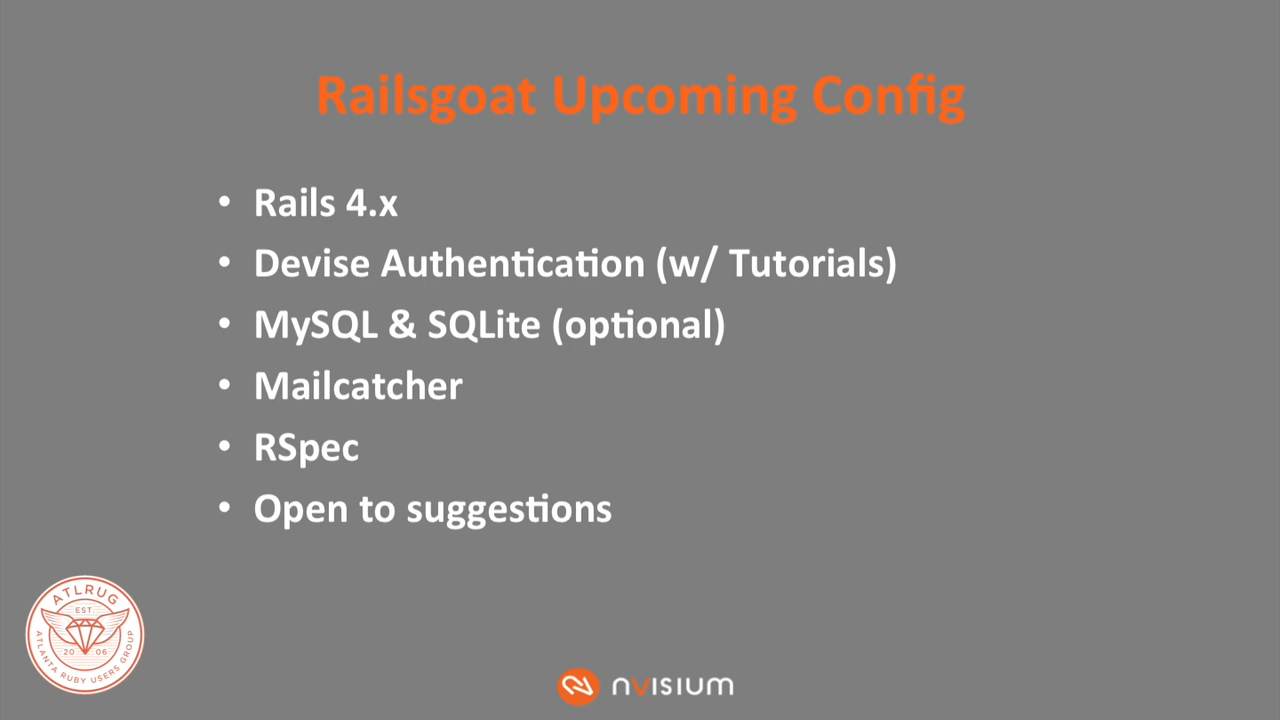 Railsgoat Upcoming Config
• Rails 4.x
• Devise Authentication (w/ Tutorials)
• MySQL & SQLite (optional)
• Mailcatcher
• RSpec
• Open to suggestions
ATLRUG
EST.
20 06
ATLANTA RUBY USERS GROUP
nvisium